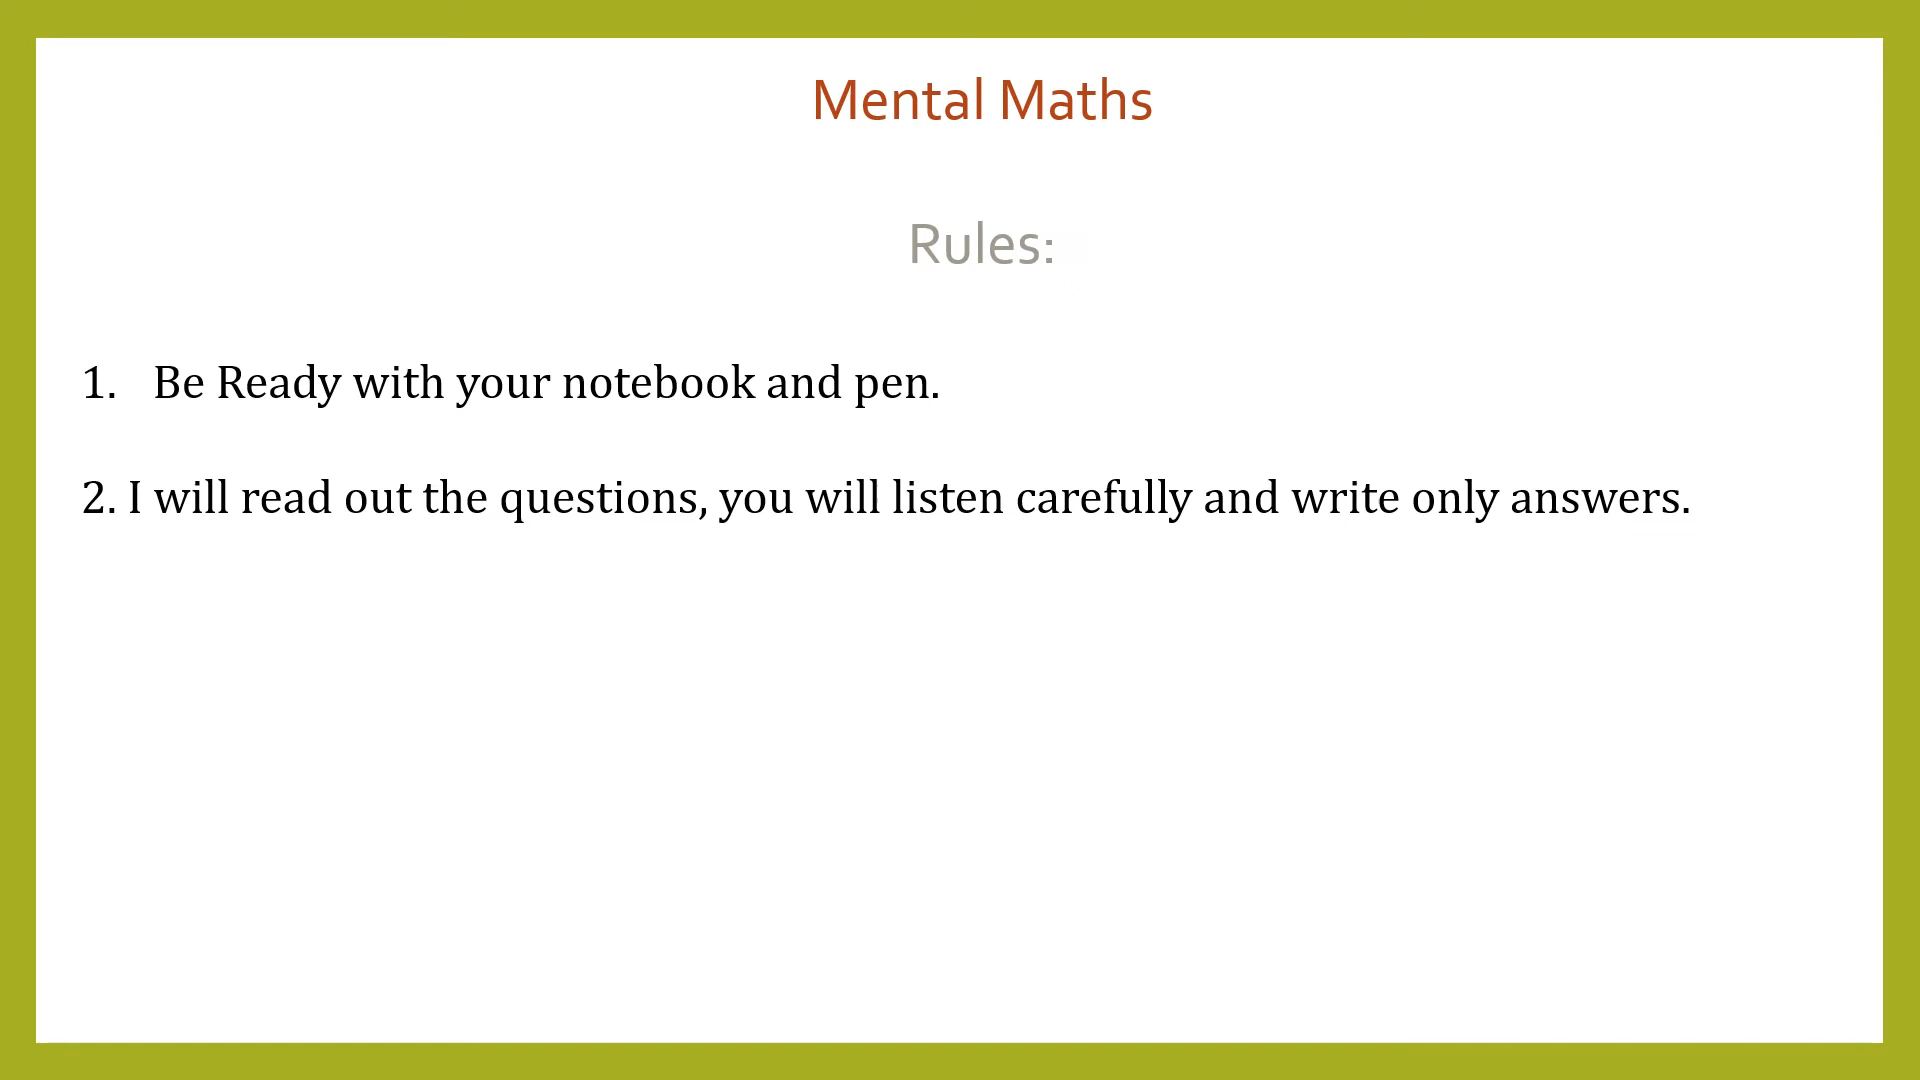 Mental Maths
Rules:
1. Be Ready with your notebook and pen.
2. I will read out the questions, you will listen carefully and write only answers.